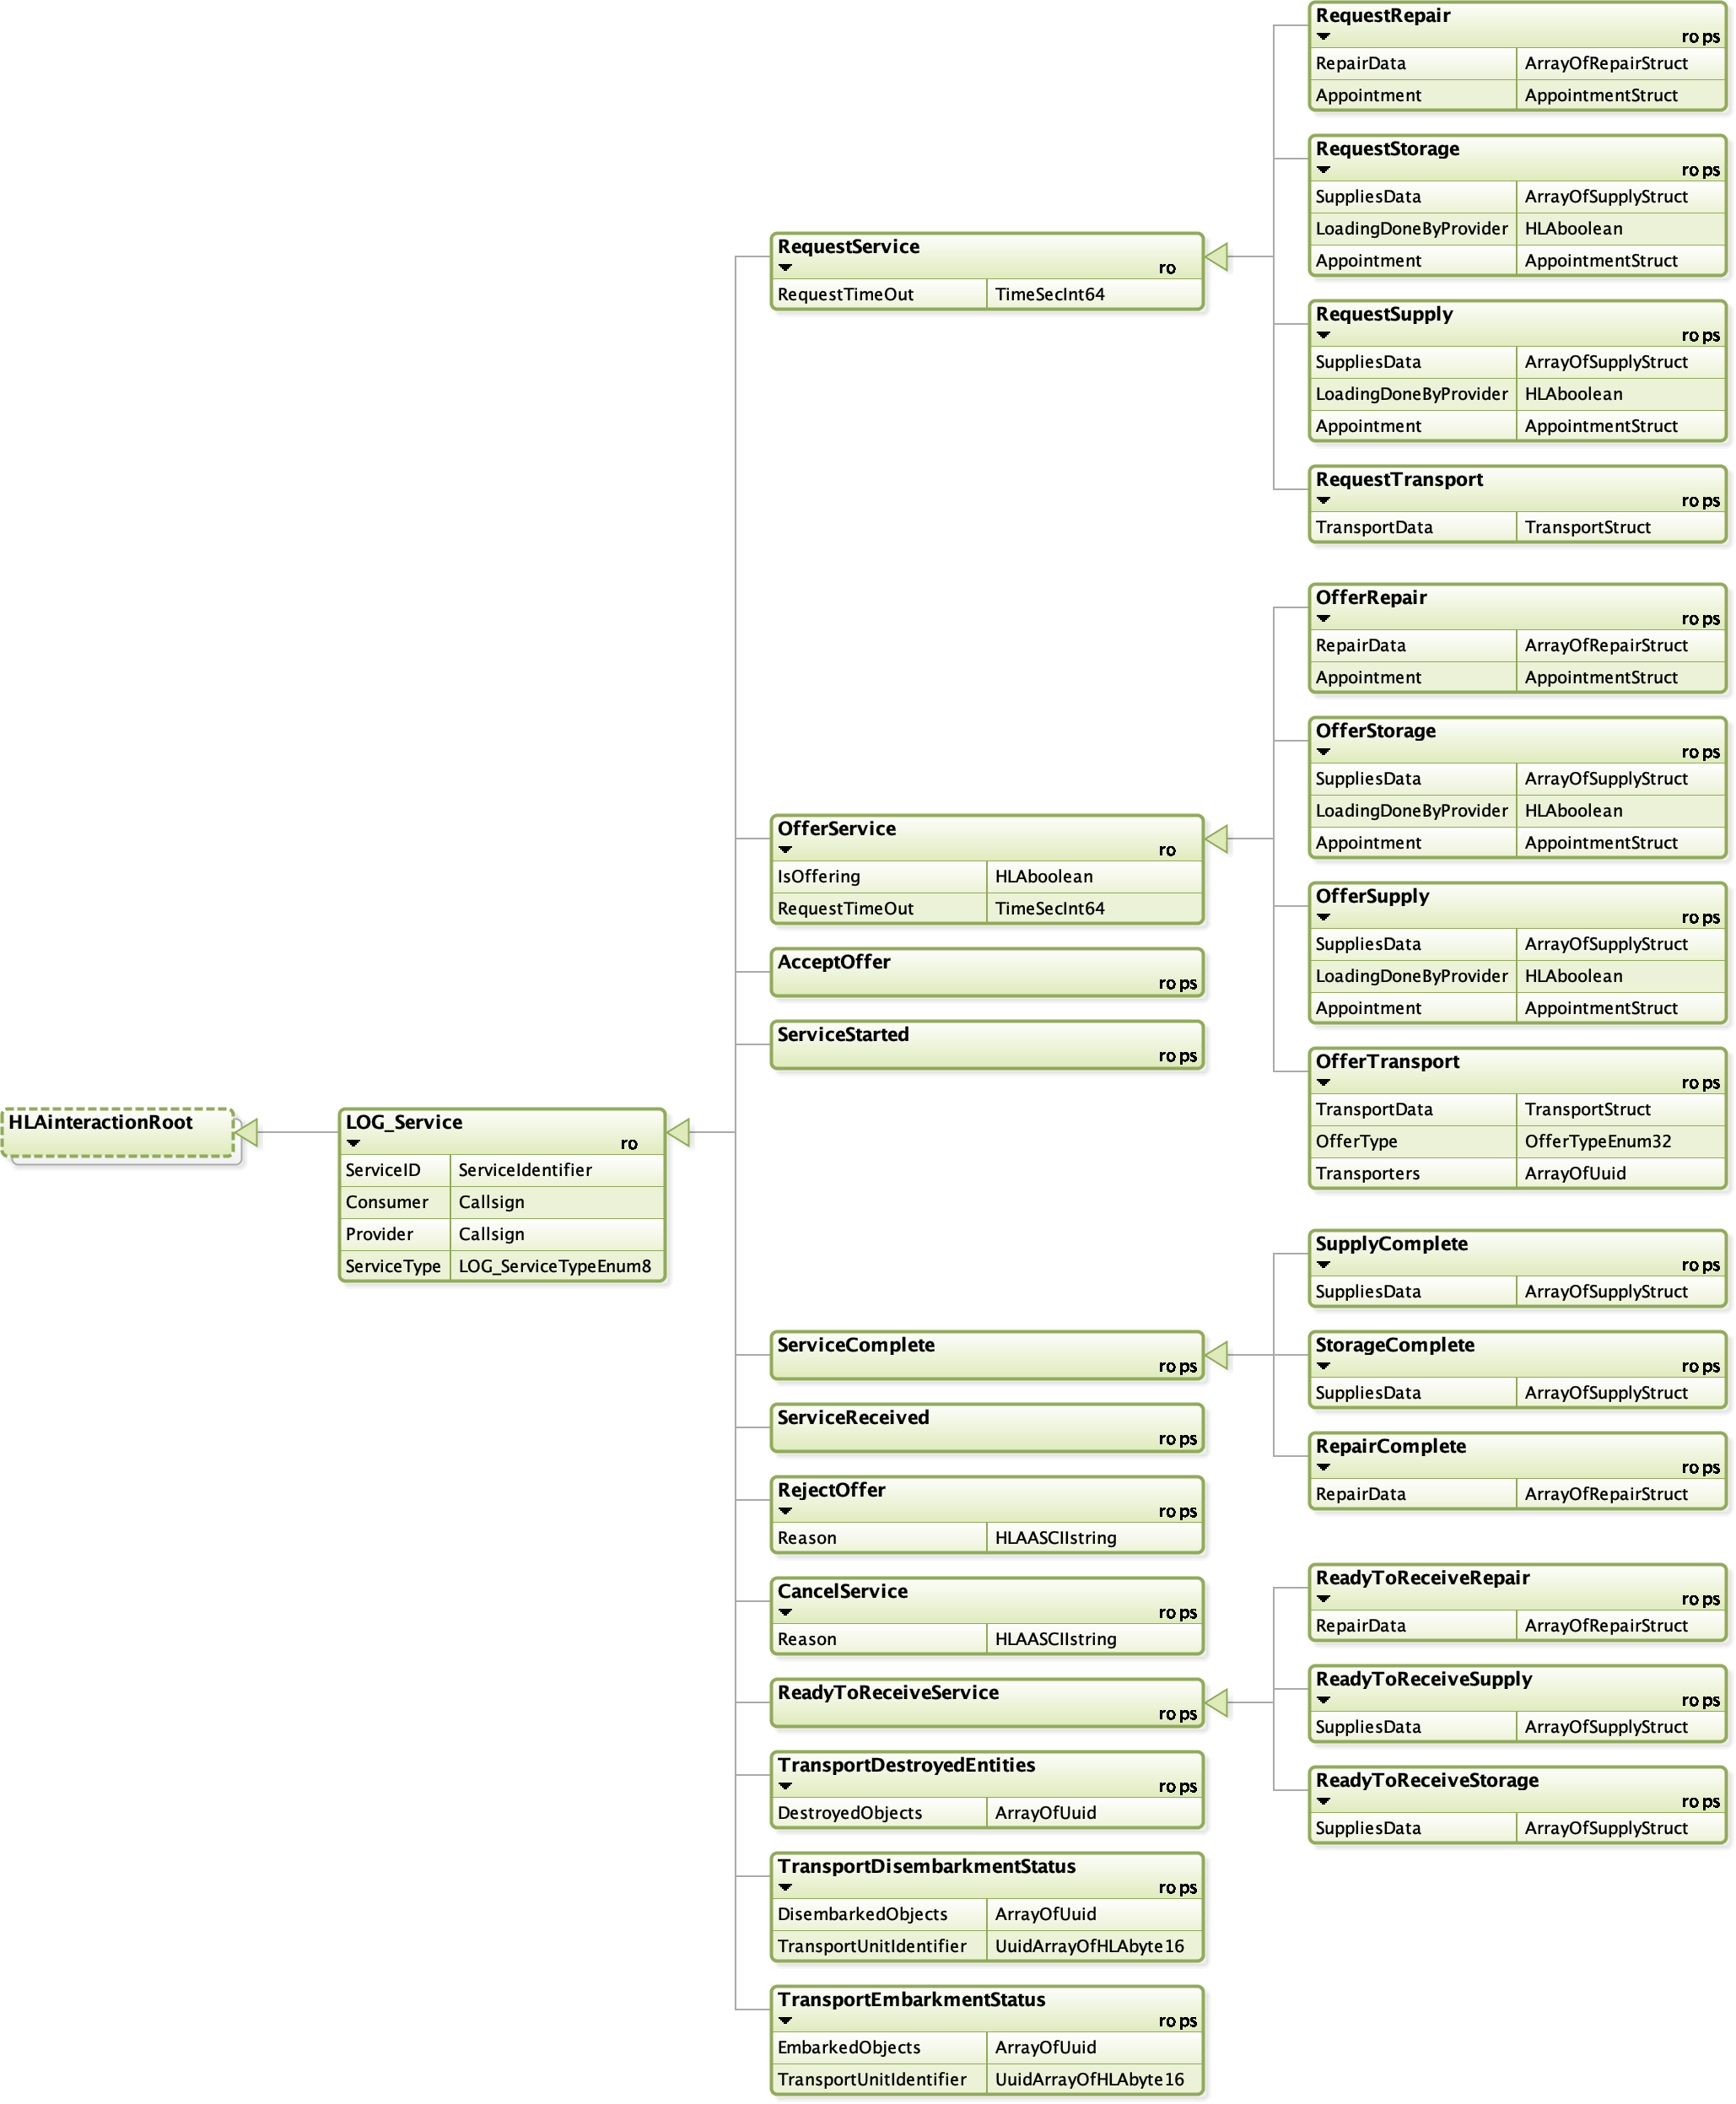 HLAinteractionRoot
LOG_Service
ro
ServiceID ServiceIdentifier
Consumer Callsign
Provider Callsign
ServiceType LOG_ServiceTypeEnum8
RequestService
ro
RequestTimeOut TimeSecInt64
RequestRepair
ro ps
RepairData ArrayOfRepairStruct
Appointment AppointmentStruct
RequestStorage
ro ps
SuppliesData ArrayOfSupplyStruct
LoadingDoneByProvider HLAboolean
Appointment AppointmentStruct
RequestSupply
ro ps
SuppliesData ArrayOfSupplyStruct
LoadingDoneByProvider HLAboolean
Appointment AppointmentStruct
RequestTransport
ro ps
TransportData TransportStruct
OfferService
ro
IsOffering HLAboolean
RequestTimeOut TimeSecInt64
OfferRepair
ro ps
RepairData ArrayOfRepairStruct
Appointment AppointmentStruct
OfferStorage
ro ps
SuppliesData ArrayOfSupplyStruct
LoadingDoneByProvider HLAboolean
Appointment AppointmentStruct
OfferSupply
ro ps
SuppliesData ArrayOfSupplyStruct
LoadingDoneByProvider HLAboolean
Appointment AppointmentStruct
OfferTransport
ro ps
TransportData TransportStruct
OfferType OfferTypeEnum32
Transporters ArrayOfUuid
AcceptOffer
ro ps
ServiceStarted
ro ps
ServiceComplete
ro ps
SupplyComplete
ro ps
SuppliesData ArrayOfSupplyStruct
StorageComplete
ro ps
SuppliesData ArrayOfSupplyStruct
RepairComplete
ro ps
RepairData ArrayOfRepairStruct
ServiceReceived
ro ps
RejectOffer
ro ps
Reason HLAASCIIstring
CancelService
ro ps
Reason HLAASCIIstring
ReadyToReceiveService
ro ps
ReadyToReceiveRepair
ro ps
RepairData ArrayOfRepairStruct
ReadyToReceiveSupply
ro ps
SuppliesData ArrayOfSupplyStruct
ReadyToReceiveStorage
ro ps
SuppliesData ArrayOfSupplyStruct
TransportDestroyedEntities
ro ps
DestroyedObjects ArrayOfUuid
TransportDisembarkmentStatus
ro ps
DisembarkedObjects ArrayOfUuid
TransportUnitIdentifier UuidArrayOfHLAbyte16
TransportEmbarkmentStatus
ro ps
EmbarkedObjects ArrayOfUuid
TransportUnitIdentifier UuidArrayOfHLAbyte16